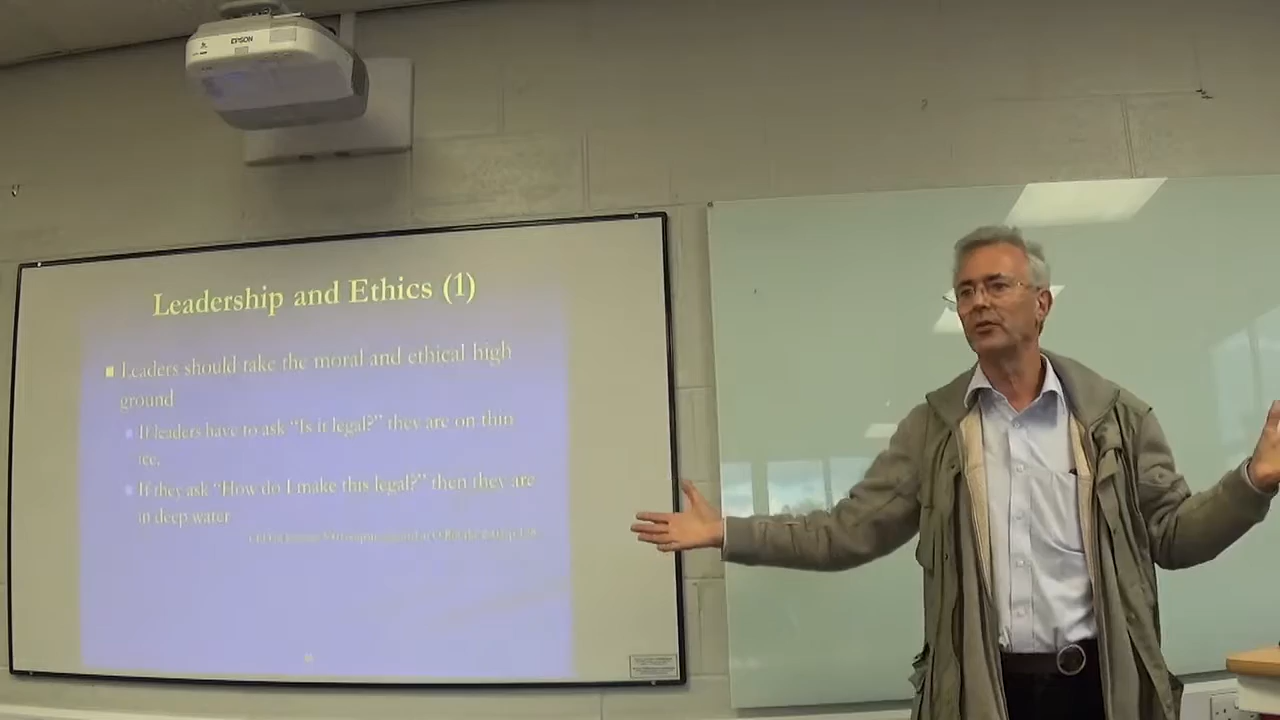 EPSON
Leadership and Ethics (1)
Leaders should take the moral and ethical high
ground
If leaders have to ask "Is it legal?" they are on thin
ice.
If they ask "How do I make this legal?" then they are
in deep water